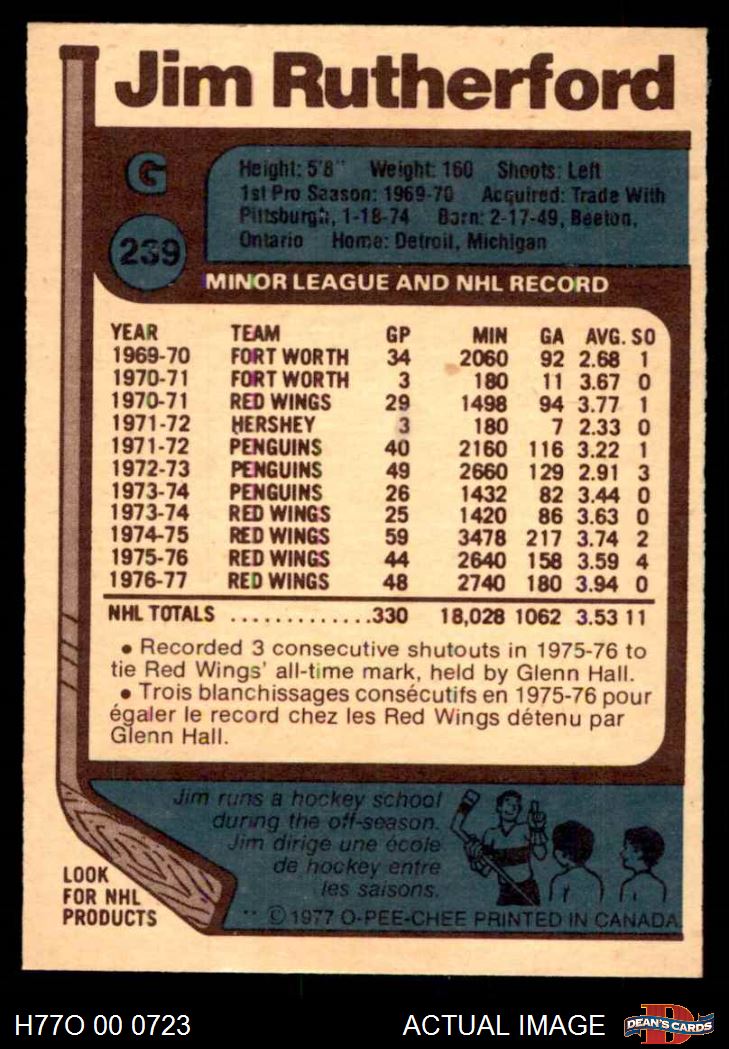 Jim Rutherford
G
239
Height: 5'8" Weight: 160 Shoots: Left
1st Pro Season: 1969-70 Acquired: Trade With
Pittsburgh, 1-18-74 Born: 2-17-49, Beeton,
Ontario Home: Detroit, Michigan
MINOR LEAGUE AND NHL RECORD
YEAR TEAM GP MIN GA AVG. SO
1969-70 FORT WORTH 34 2060 92 2.68 1
1970-71 FORT WORTH 3 180 11 3.67 0
1970-71 RED WINGS 29 1498 94 3.77 1
1971-72 HERSHEY 3 180 7 2.33 0
1971-72 PENGUINS 40 2160 116 3.22 1
1972-73 PENGUINS 49 2660 129 2.91 3
1973-74 PENGUINS 26 1432 82 3.44 0
1973-74 RED WINGS 25 1420 86 3.63 0
1974-75 RED WINGS 59 3478 217 3.74 2
1975-76 RED WINGS 44 2640 158 3.59 4
1976-77 RED WINGS 48 2740 180 3.94 0
NHL TOTALS .............330 18,028 1062 3.53 11
• Recorded 3 consecutive shutouts in 1975-76 to
tie Red Wings' all-time mark, held by Glenn Hall.
• Trois blanchissages consécutifs en 1975-76 pour
égaler le record chez les Red Wings détenu par
Glenn Hall.
Jim runs a hockey school
during the off-season.
Jim dirige une école
de hockey entre
les saisons.
LOOK
FOR NHL
PRODUCTS
** ©1977 O-PEE-CHEE PRINTED IN CANADA
H77O 00 0723 ACTUAL IMAGE DEAN'S CARDS